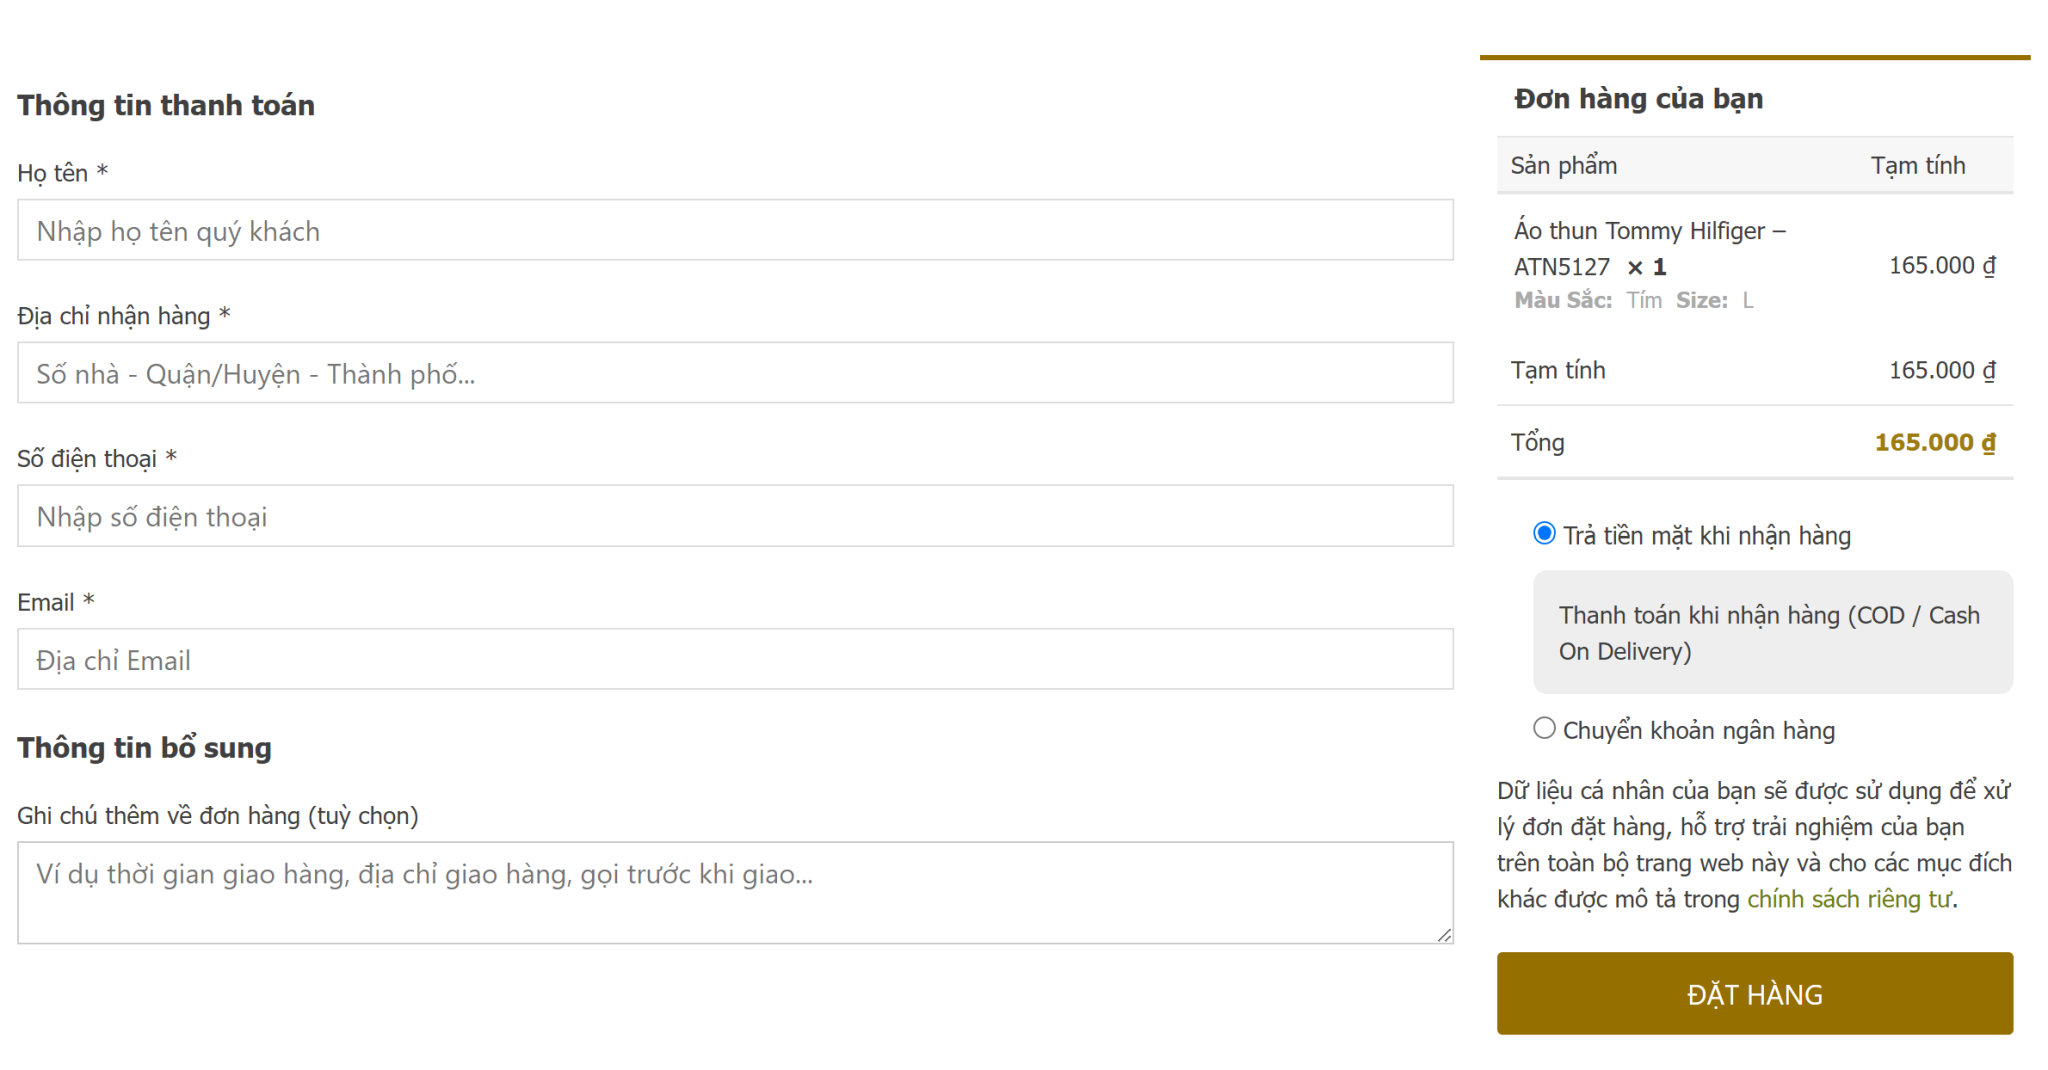 Thông tin thanh toán
Họ tên *
Nhập họ tên quý khách
Địa chỉ nhận hàng *
Số nhà - Quận/Huyện - Thành phố...
Số điện thoại *
Nhập số điện thoại
Email *
Địa chỉ Email
Thông tin bổ sung
Ghi chú thêm về đơn hàng (tuỳ chọn)
Ví dụ thời gian giao hàng, địa chỉ giao hàng, gọi trước khi giao...
Đơn hàng của bạn
Sản phẩm Tạm tính
Áo thun Tommy Hilfiger –
ATN5127 × 1 165.000 ₫
Màu Sắc: Tím Size: L
Tạm tính 165.000 ₫
Tổng 165.000 ₫
Trả tiền mặt khi nhận hàng
Thanh toán khi nhận hàng (COD / Cash
On Delivery)
Chuyển khoản ngân hàng
Dữ liệu cá nhân của bạn sẽ được sử dụng để xử
lý đơn đặt hàng, hỗ trợ trải nghiệm của bạn
trên toàn bộ trang web này và cho các mục đích
khác được mô tả trong chính sách riêng tư.
ĐẶT HÀNG